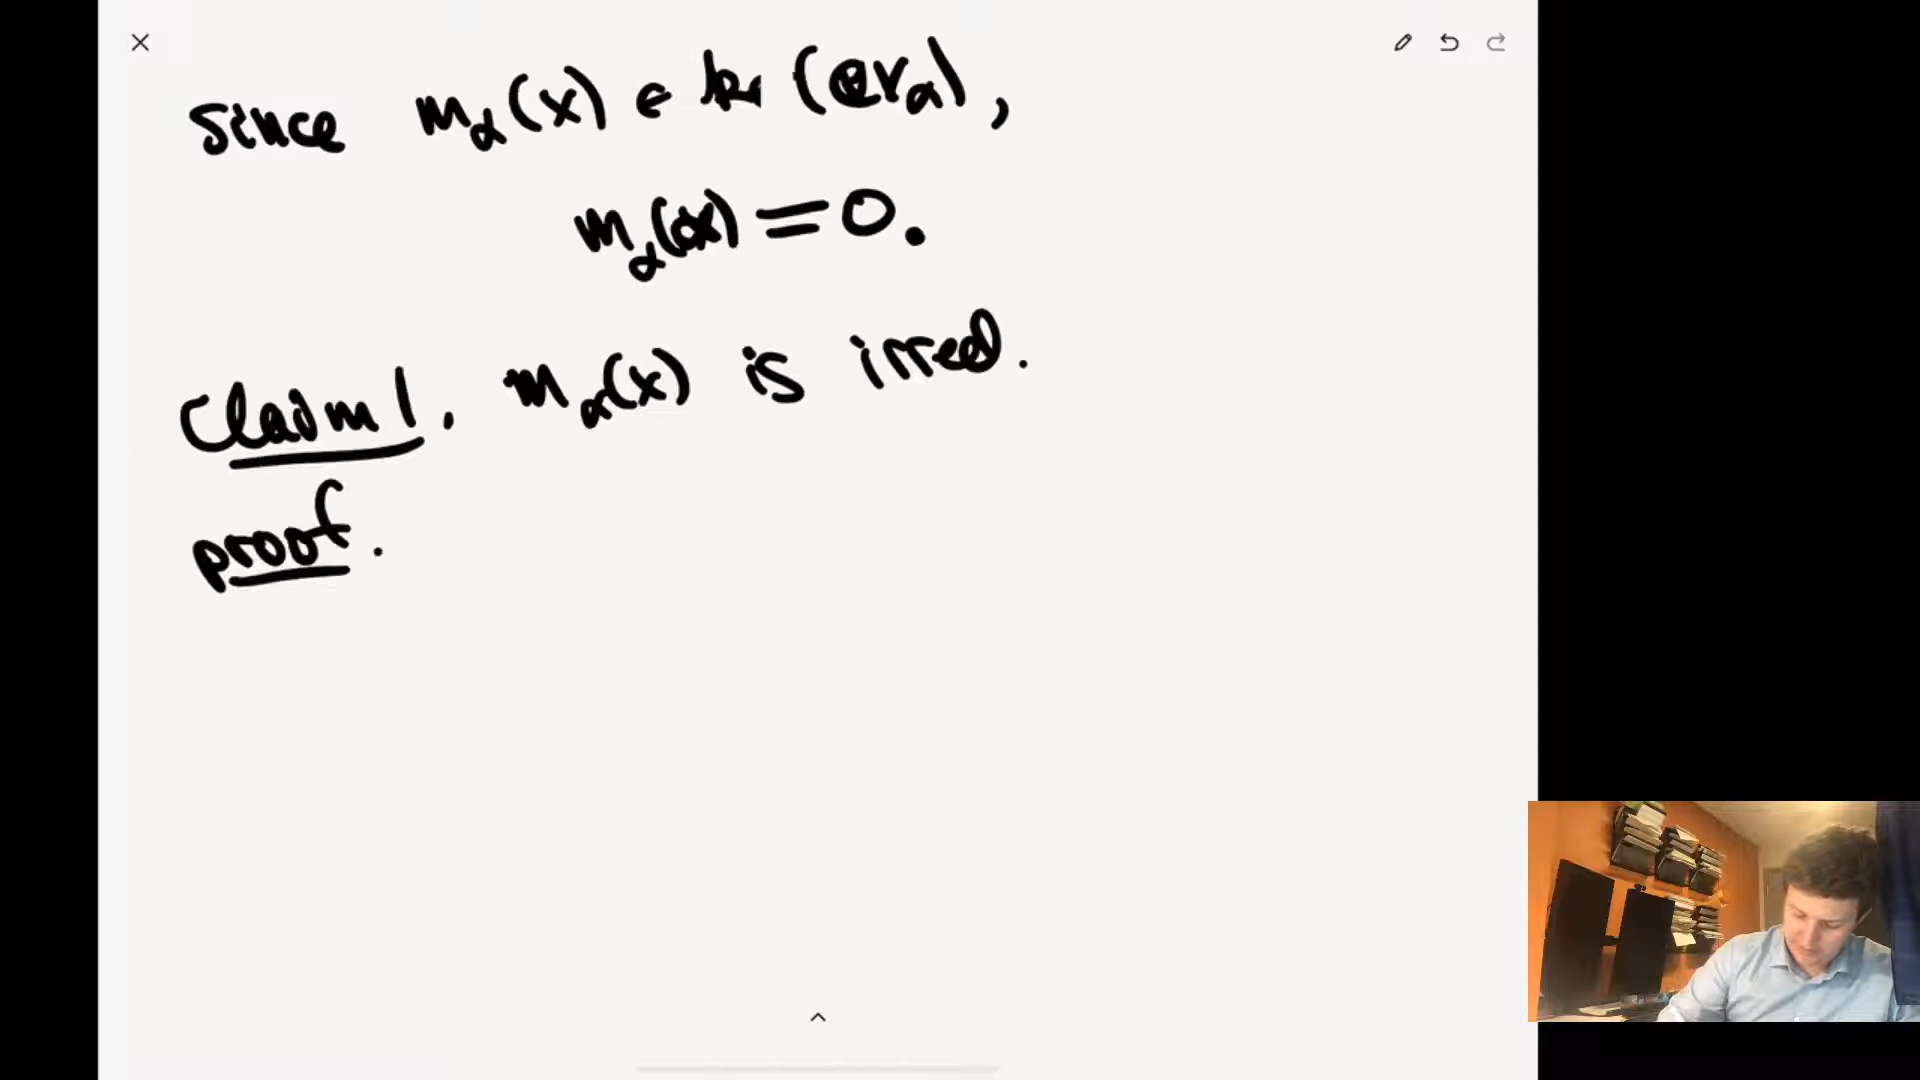 Since m_α(x) ∈ ker (ev_α),
m_α(α) = 0.
Claim 1. m_α(x) is irred.
proof.